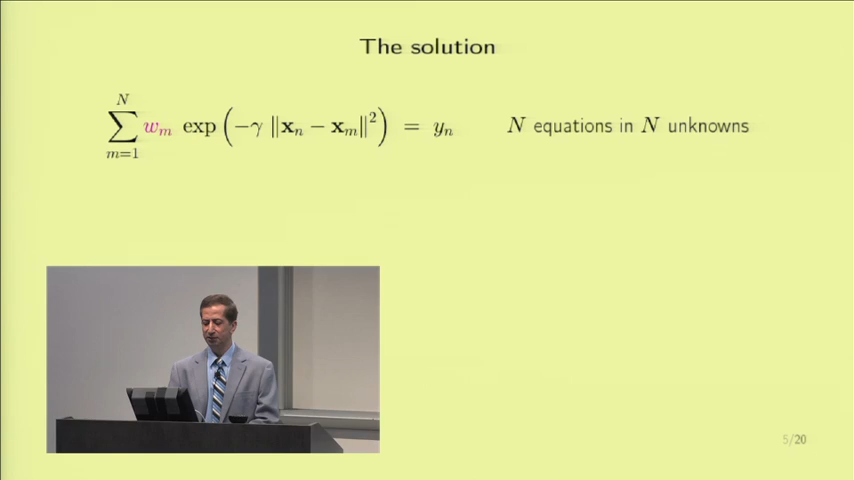 The solution
\sum_{m=1}^{N} w_m \exp\left(-\gamma \|\mathbf{x}_n - \mathbf{x}_m\|^2\right) = y_n N equations in N unknowns
5/20